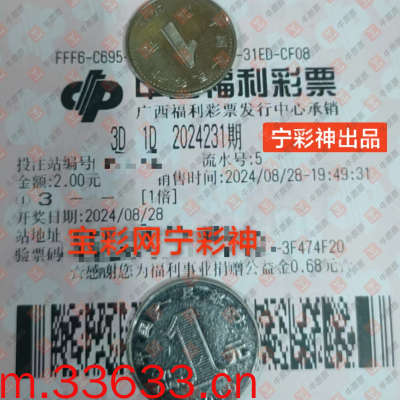 FFF6-C695- -31ED-CF08
中国福利彩票
广西福利彩票发行中心承销
3D 1D 2024231期
宁彩神出品
投注站编号: 流水号:5
金额:2.00元 销售时间:2024/08/28-19:49:31
① 3 — — [1倍]
开奖日期:2024/08/28
站地址
宝彩网宁彩神
验票码 -3F474F20
感谢您为福利事业捐赠公益金0.68元
1
1元
m.33633.cn